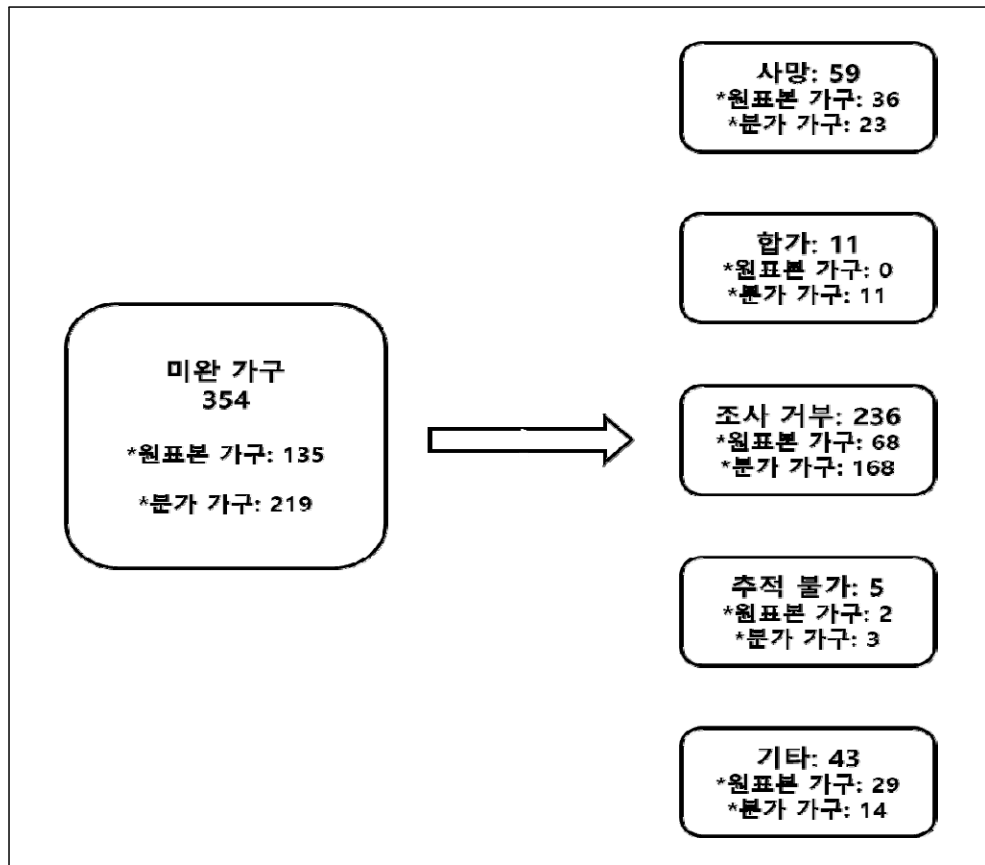 미완 가구
354
*원표본 가구: 135
*분가 가구: 219
사망: 59
*원표본 가구: 36
*분가 가구: 23
합가: 11
*원표본 가구: 0
*분가 가구: 11
조사 거부: 236
*원표본 가구: 68
*분가 가구: 168
추적 불가: 5
*원표본 가구: 2
*분가 가구: 3
기타: 43
*원표본 가구: 29
*분가 가구: 14